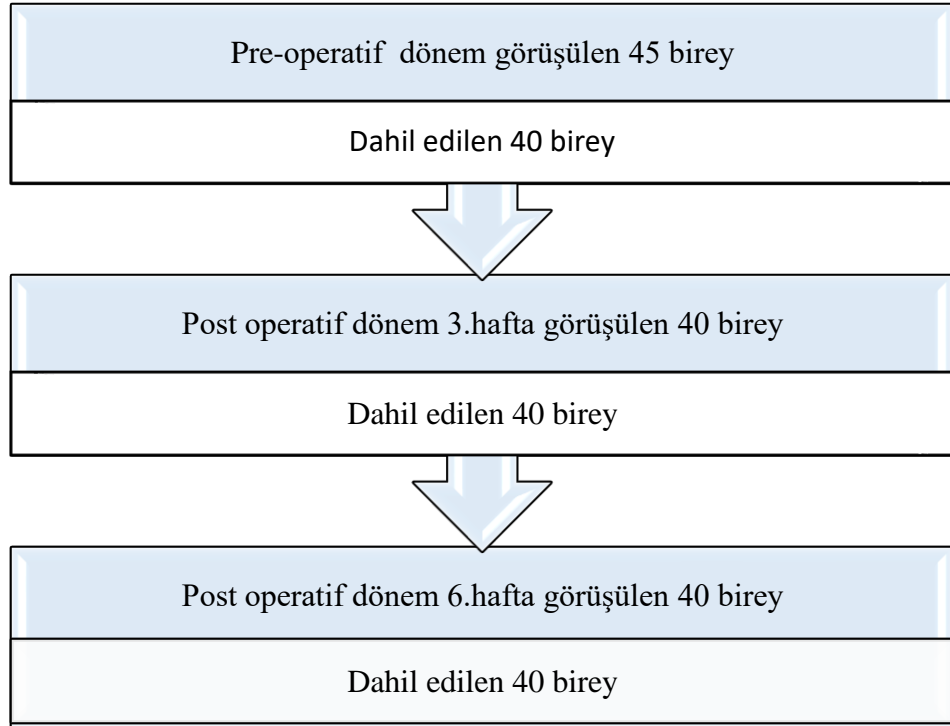 Pre-operatif dönem görüşülen 45 birey
Dahil edilen 40 birey
Post operatif dönem 3.hafta görüşülen 40 birey
Dahil edilen 40 birey
Post operatif dönem 6.hafta görüşülen 40 birey
Dahil edilen 40 birey